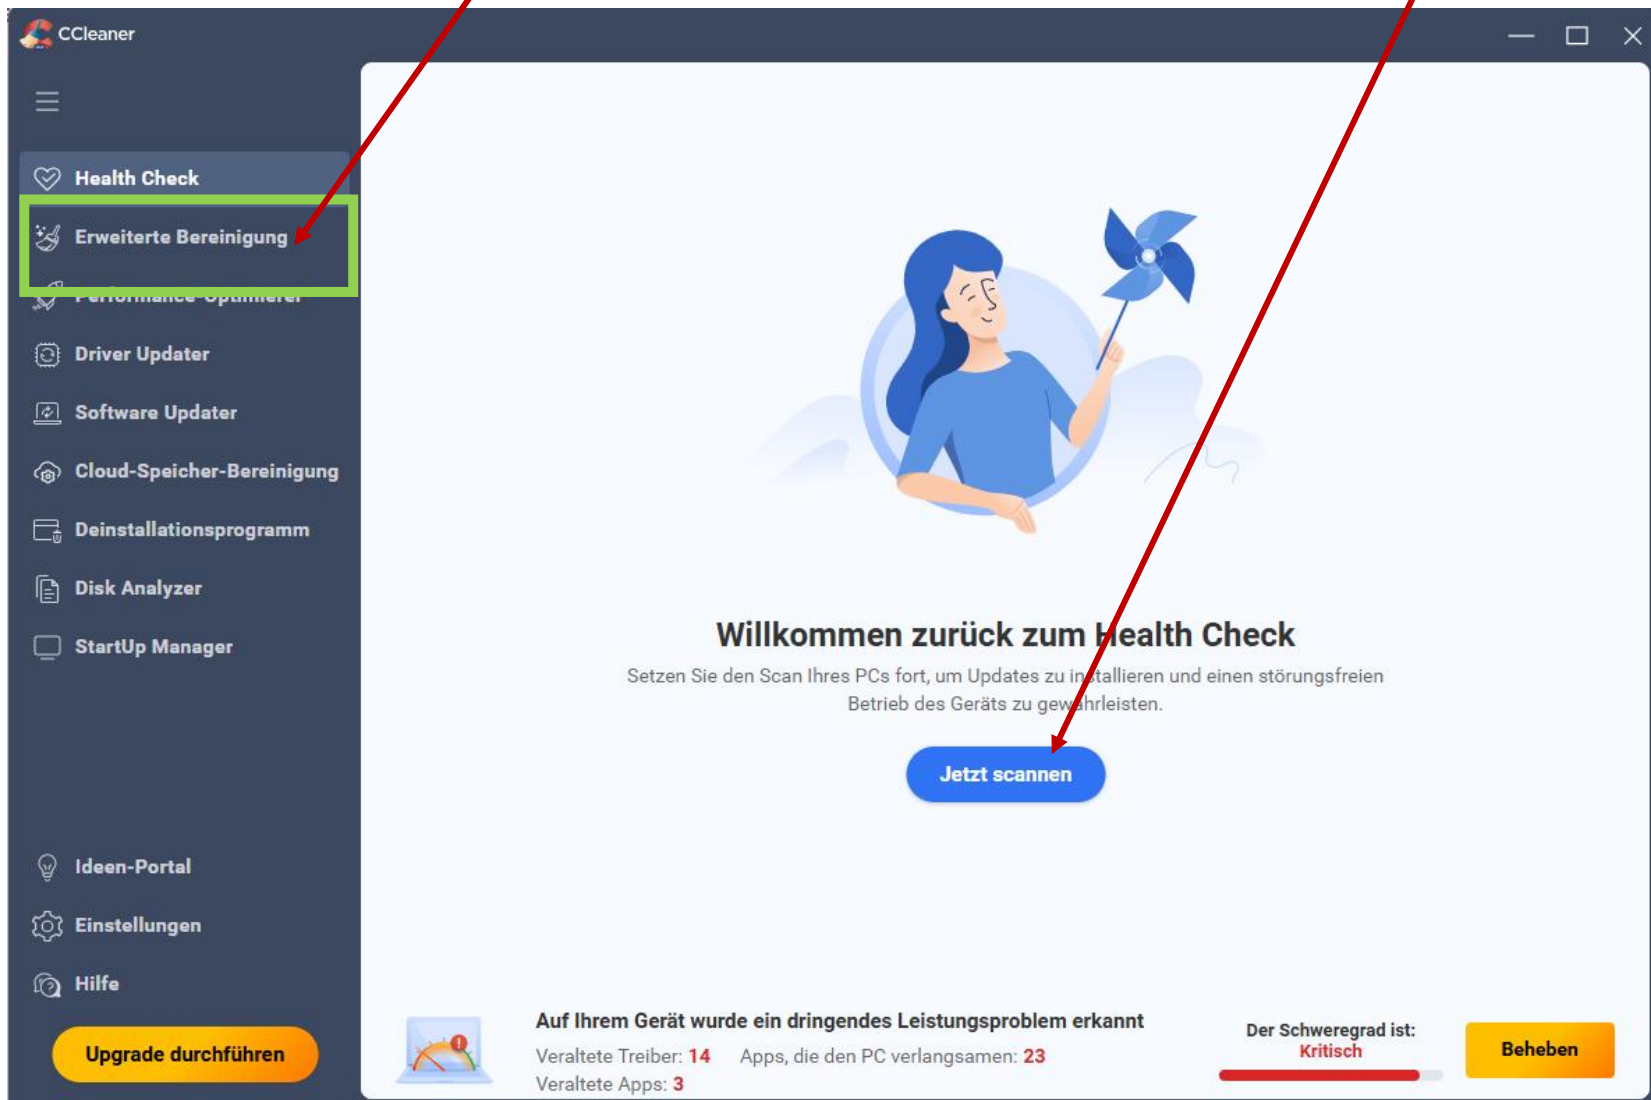 CCleaner
Health Check
Erweiterte Bereinigung
Performance-Optimierer
Driver Updater
Software Updater
Cloud-Speicher-Bereinigung
Deinstallationsprogramm
Disk Analyzer
StartUp Manager
Ideen-Portal
Einstellungen
Hilfe
Upgrade durchführen
Willkommen zurück zum Health Check
Setzen Sie den Scan Ihres PCs fort, um Updates zu installieren und einen störungsfreien
Betrieb des Geräts zu gewährleisten.
Jetzt scannen
Auf Ihrem Gerät wurde ein dringendes Leistungsproblem erkannt
Veraltete Treiber: 14 Apps, die den PC verlangsamen: 23
Veraltete Apps: 3
Der Schweregrad ist:
Kritisch
Beheben